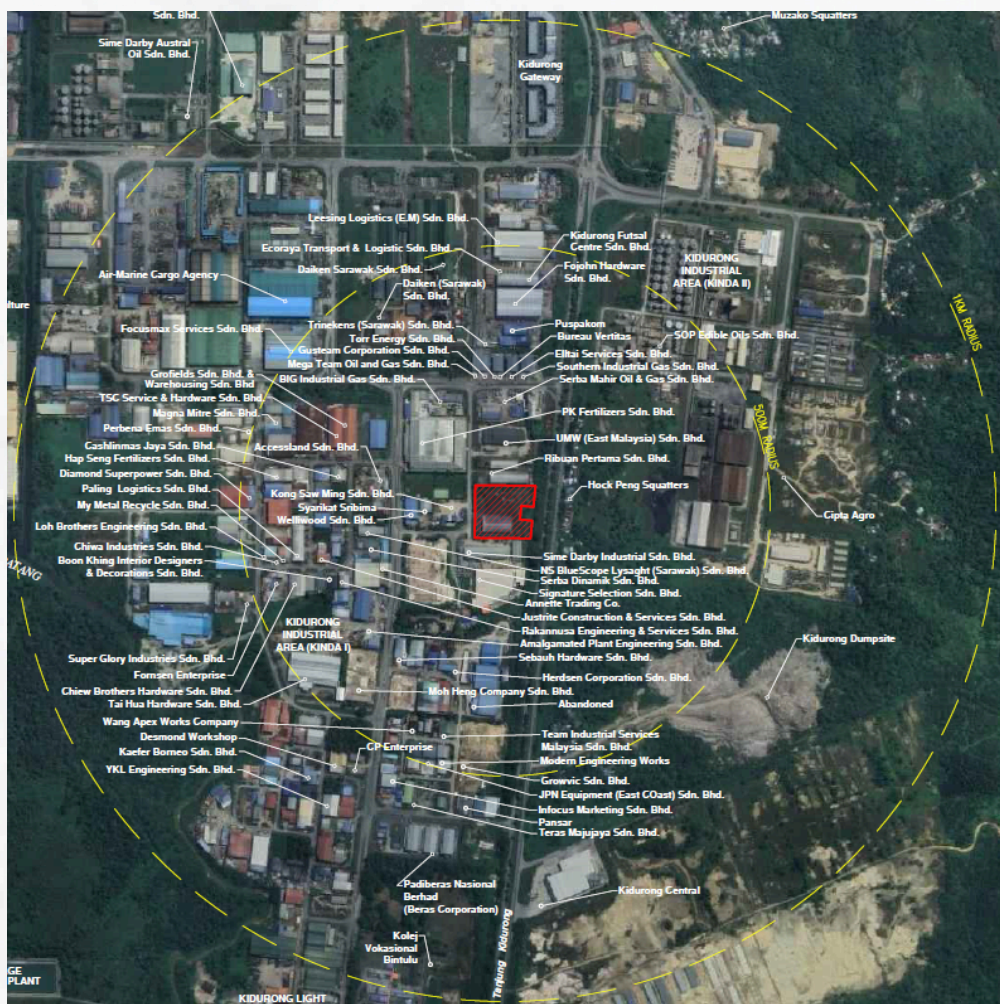 Sdn. Bhd.
Muzako Squatters
Sime Darby Austral
Oil Sdn. Bhd.
Kidurong
Gateway
Leesing Logistics (E.M) Sdn. Bhd.
Kidurong Futsal
Centre Sdn. Bhd.
Ecoraya Transport & Logistic Sdn. Bhd.
KIDURONG
INDUSTRIAL
AREA (KINDA II)
Daiken Sarawak Sdn. Bhd.
Fojohn Hardware
Sdn. Bhd.
Air-Marine Cargo Agency
Daiken (Sarawak)
Sdn. Bhd.
ulture
1KM RADIUS
Focusmax Services Sdn. Bhd.
Trinekens (Sarawak) Sdn. Bhd.
Puspakom
Torr Energy Sdn. Bhd.
Bureau Vertitas
SOP Edible Oils Sdn. Bhd.
Gusteam Corporation Sdn. Bhd.
Elltai Services Sdn. Bhd.
Mega Team Oil and Gas Sdn. Bhd.
Southern Industrial Gas Sdn. Bhd.
Grofields Sdn. Bhd. &
Warehousing Sdn. Bhd
BIG Industrial Gas Sdn. Bhd.
Serba Mahir Oil & Gas Sdn. Bhd.
TSC Service & Hardware Sdn. Bhd.
Magna Mitre Sdn. Bhd.
PK Fertilizers Sdn. Bhd.
500M RADIUS
Perbena Emas Sdn. Bhd.
Cashlinmas Jaya Sdn. Bhd.
Accessland Sdn. Bhd.
UMW (East Malaysia) Sdn. Bhd.
Hap Seng Fertilizers Sdn. Bhd.
Ribuan Pertama Sdn. Bhd.
Diamond Superpower Sdn. Bhd.
Paling Logistics Sdn. Bhd.
Kong Saw Ming Sdn. Bhd.
Hock Peng Squatters
My Metal Recycle Sdn. Bhd.
Syarikat Sribima
Cipta Agro
Welliwood Sdn. Bhd.
Loh Brothers Engineering Sdn. Bhd.
Chiwa Industries Sdn. Bhd.
Sime Darby Industrial Sdn. Bhd.
Boon Khing Interior Designers
& Decorations Sdn. Bhd.
NS BlueScope Lysaght (Sarawak) Sdn. Bhd.
Serba Dinamik Sdn. Bhd.
ATANG
Signature Selection Sdn. Bhd.
Annette Trading Co.
Justrite Construction & Services Sdn. Bhd.
KIDURONG
INDUSTRIAL
AREA (KINDA I)
Rakannusa Engineering & Services Sdn. Bhd.
Amalgamated Plant Engineering Sdn. Bhd.
Kidurong Dumpsite
Super Glory Industries Sdn. Bhd.
Sebauh Hardware Sdn. Bhd.
Fornsen Enterprise
Herdsen Corporation Sdn. Bhd.
Chiew Brothers Hardware Sdn. Bhd.
Moh Heng Company Sdn. Bhd.
Tai Hua Hardware Sdn. Bhd.
Abandoned
Wang Apex Works Company
Desmond Workshop
Team Industrial Services
Malaysia Sdn. Bhd.
Kaefer Borneo Sdn. Bhd.
CP Enterprise
Modern Engineering Works
YKL Engineering Sdn. Bhd.
Growvic Sdn. Bhd.
JPN Equipment (East COast) Sdn. Bhd.
Infocus Marketing Sdn. Bhd.
Pansar
Teras Majujaya Sdn. Bhd.
Padiberas Nasional
Berhad
(Beras Corporation)
Kidurong Central
Tanjung Kidurong
Kolej
Vokasional
Bintulu
GE
PLANT
KIDURONG LIGHT